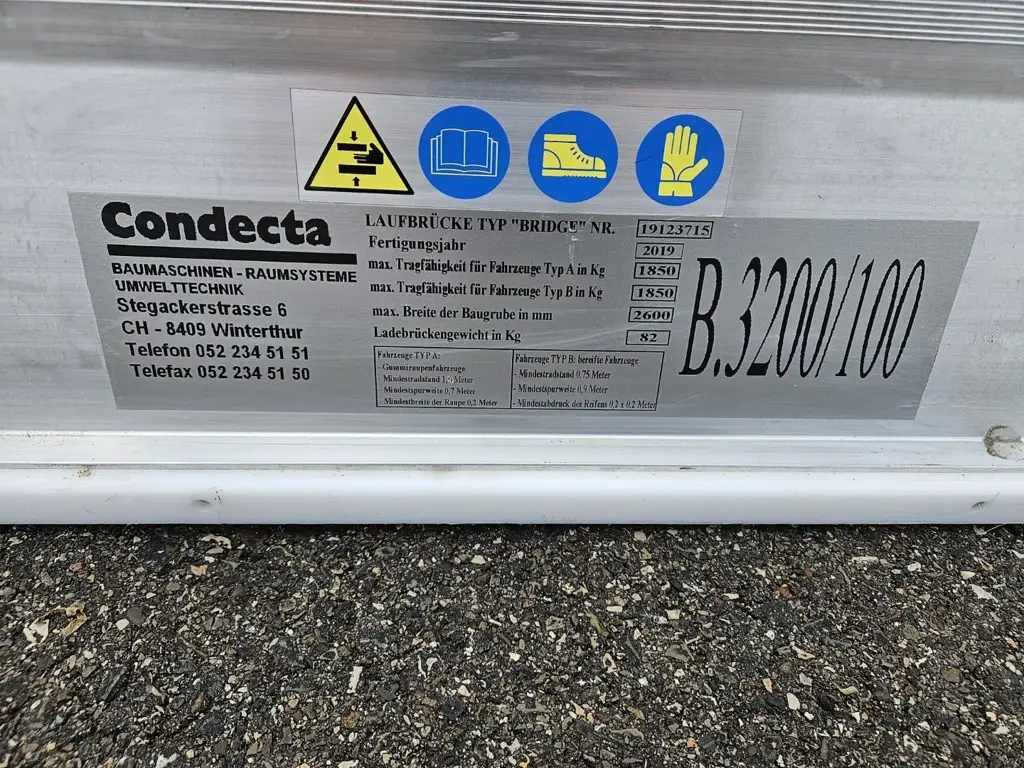 Condecta
BAUMASCHINEN - RAUMSYSTEME
UMWELTTECHNIK
Stegackerstrasse 6
CH - 8409 Winterthur
Telefon 052 234 51 51
Telefax 052 234 51 50
LAUFBRÜCKE TYP "BRIDGE" NR. 19123715
Fertigungsjahr 2019
max. Tragfähigkeit für Fahrzeuge Typ A in Kg 1850
max. Tragfähigkeit für Fahrzeuge Typ B in Kg 1850
max. Breite der Baugrube in mm 2600
Ladebrückengewicht in Kg 82
Fahrzeuge TYP A:
- Gummiraupenfahrzeuge
- Mindestradstand Meter
- Mindestspurweite 0,7 Meter
- Mindestbreite der Raupe 0,2 Meter
Fahrzeuge TYP B: bereifte Fahrzeuge
- Mindestradstand 0,75 Meter
- Mindestspurweite 0,9 Meter
- Mindestabdruck des Reifens 0,2 x 0,2 Meter
B.3200/100